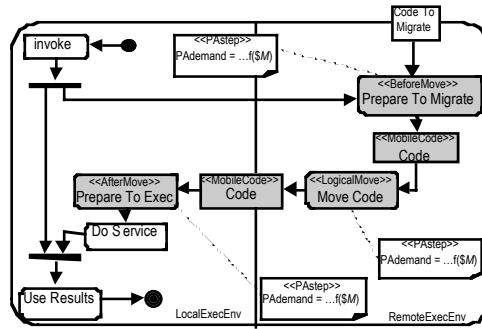 Code To
Migrate
invoke
<<PAstep>>
PAdemand = ...f($M)
<<BeforeMove>>
Prepare To Migrate
<<MobileCode>>
Code
<<AfterMove>>
Prepare To Exec
<<MobileCode>>
Code
<<LogicalMove>>
Move Code
Do Service
<<PAstep>>
PAdemand = ...f($M)
<<PAstep>>
PAdemand = ...f($M)
Use Results
LocalExecEnv
RemoteExecEnv